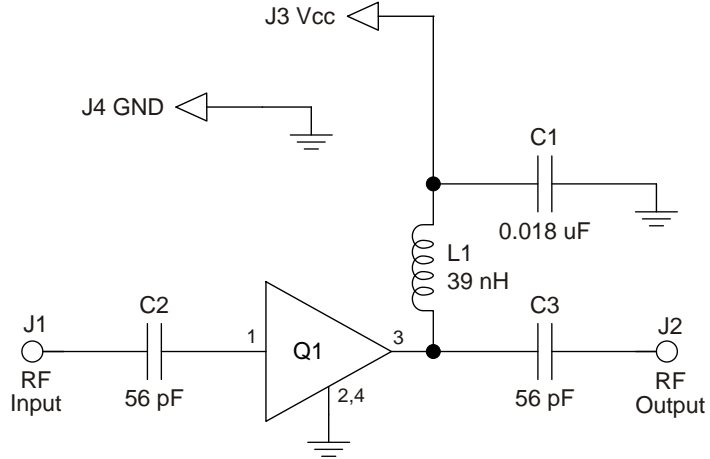 J3 Vcc
J4 GND
C1
0.018 uF
L1
39 nH
C2
56 pF
C3
56 pF
J1
RF
Input
1
Q1
3
2,4
J2
RF
Output